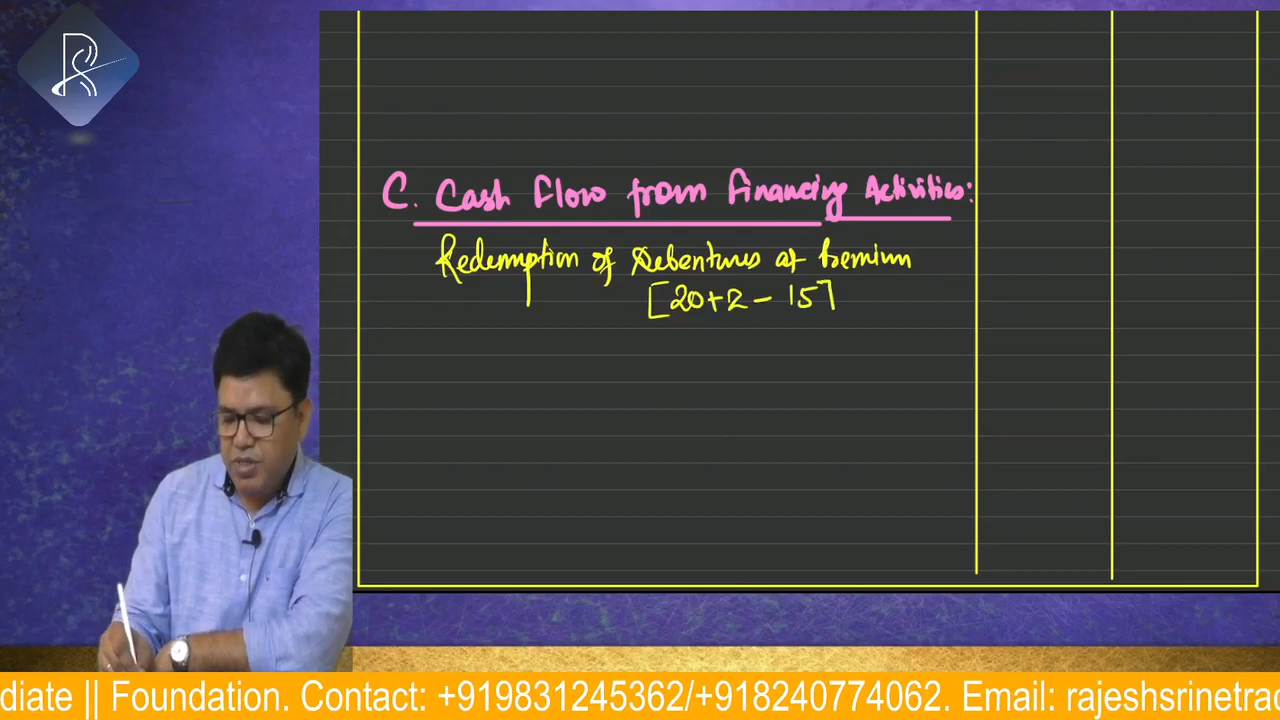 RS
C. Cash Flow from Financing Activities:
Redemption of Debentures at Premium
[20+2-15]
diate || Foundation. Contact: +919831245362/+918240774062. Email: rajeshsrinetrac